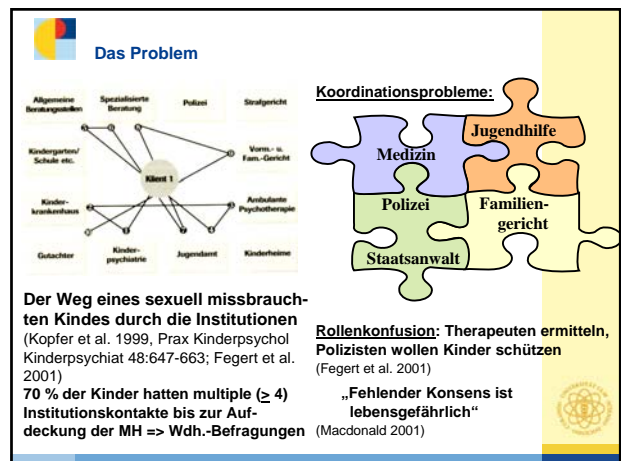 Das Problem
Allgemeine
Beratungsstellen
Spezialisierte
Beratung
Polizei
Strafgericht
Kindergarten/
Schule etc.
Klient 1
Vorm.- u.
Fam.-Gericht
Kinder-
krankenhaus
Ambulante
Psychotherapie
Gutachter
Kinder-
psychiatrie
Jugendamt
Kinderheime
Der Weg eines sexuell missbrauch-
ten Kindes durch die Institutionen
(Kopfer et al. 1999, Prax Kinderpsychol
Kinderpsychiat 48:647-663; Fegert et al.
2001)
70 % der Kinder hatten multiple (≥ 4)
Institutionskontakte bis zur Auf-
deckung der MH => Wdh.-Befragungen
Koordinationsprobleme:
Jugendhilfe
Medizin
Polizei
Familien-
gericht
Staatsanwalt
Rollenkonfusion: Therapeuten ermitteln,
Polizisten wollen Kinder schützen
(Fegert et al. 2001)
„Fehlender Konsens ist
lebensgefährlich“
(Macdonald 2001)